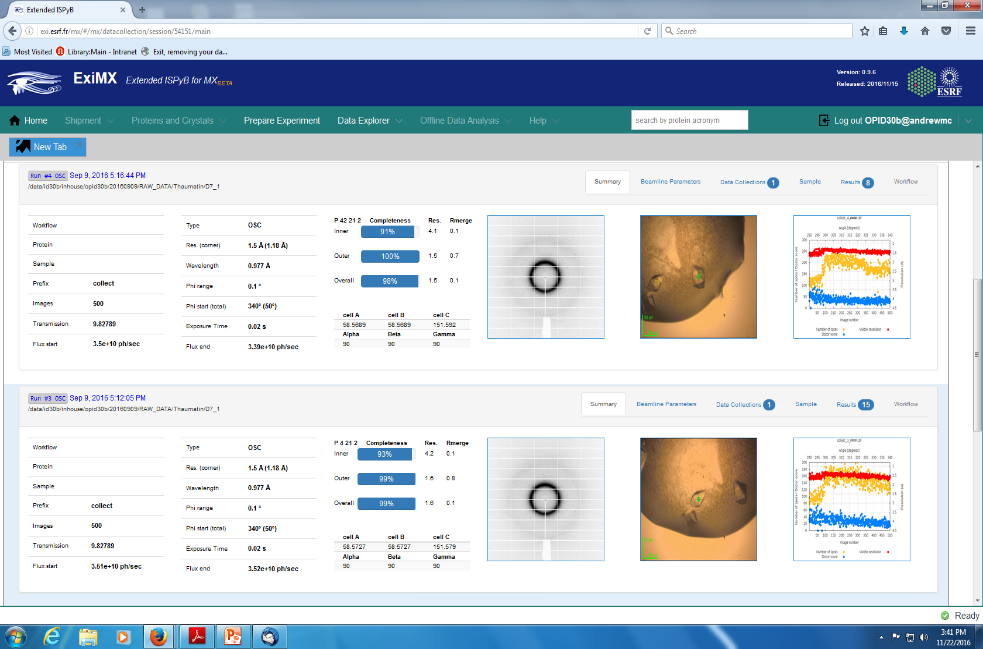 Extended ISPyB
exi.esrf.fr/mx/#/mx/datacollection/session/54151/main
Search
Most Visited Library:Main - Intranet Exit, removing your da...
ExiMX Extended ISPyB for MX BETA
Version: 0.9.6
Released: 2016/11/15
ESRF
Home Shipment Proteins and Crystals Prepare Experiment Data Explorer Offline Data Analysis Help search by protein acronym Log out OPID30b@andrewmc
New Tab
Run #4 OSC Sep 9, 2016 5:16:44 PM
/data/id30b/inhouse/opid30b/20160909/RAW_DATA/Thaumatin/D7_1
Summary Beamline Parameters Data Collections 1 Sample Results 8 Workflow
Workflow
Protein
Sample
Prefix collect
Images 500
Transmission 9.82789
Flux start 3.5e+10 ph/sec
Type OSC
Res. (corner) 1.5 Å (1.18 Å)
Wavelength 0.977 Å
Phi range 0.1 °
Phi start (total) 340° (50°)
Exposure Time 0.02 s
Flux end 3.39e+10 ph/sec
P 42 21 2 Completeness Res. Rmerge
Inner 91% 4.1 0.1
Outer 100% 1.5 0.7
Overall 98% 1.5 0.1
cell A cell B cell C
58.5689 58.5689 151.592
Alpha Beta Gamma
90 90 90
Image number
Run #3 OSC Sep 9, 2016 5:12:05 PM
/data/id30b/inhouse/opid30b/20160909/RAW_DATA/Thaumatin/D7_1
Summary Beamline Parameters Data Collections 1 Sample Results 15 Workflow
Workflow
Protein
Sample
Prefix collect
Images 500
Transmission 9.82789
Flux start 3.51e+10 ph/sec
Type OSC
Res. (corner) 1.5 Å (1.18 Å)
Wavelength 0.977 Å
Phi range 0.1 °
Phi start (total) 340° (50°)
Exposure Time 0.02 s
Flux end 3.52e+10 ph/sec
P 4 21 2 Completeness Res. Rmerge
Inner 93% 4.2 0.1
Outer 99% 1.6 0.8
Overall 99% 1.6 0.1
cell A cell B cell C
58.5727 58.5727 151.579
Alpha Beta Gamma
90 90 90
Image number
Ready
3:41 PM
11/22/2016